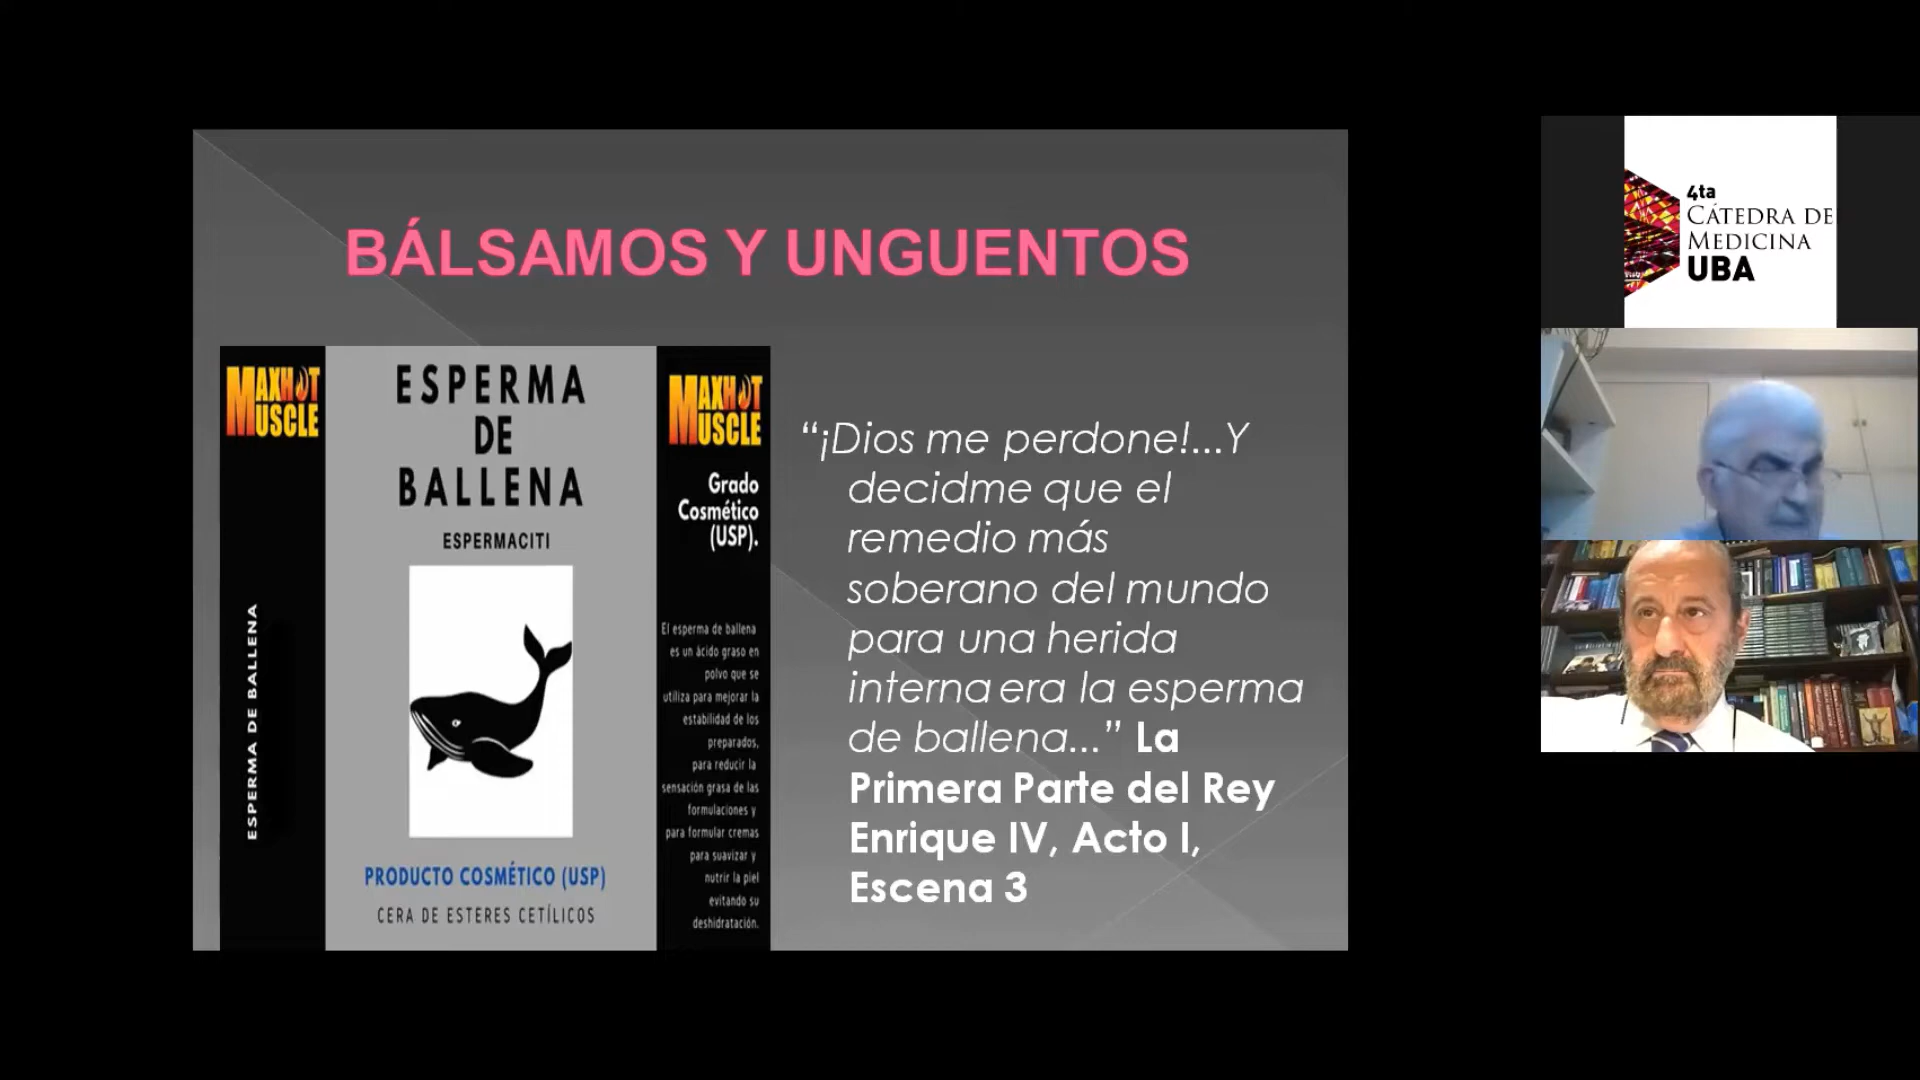 BÁLSAMOS Y UNGUENTOS
MAXHOT
MUSCLE
ESPERMA DE BALLENA
ESPERMA
DE
BALLENA
ESPERMACITI
PRODUCTO COSMÉTICO (USP)
CERA DE ESTERES CETÍLICOS
MAXHOT
MUSCLE
Grado
Cosmético
(USP).
El esperma de ballena
es un ácido graso en
polvo que se
utiliza para mejorar la
estabilidad de los
preparados,
para reducir la
sensación grasa de las
formulaciones y
para formular cremas
para suavizar y
nutrir la piel
evitando su
deshidratación.
“¡Dios me perdone!...Y
decidme que el
remedio más
soberano del mundo
para una herida
interna era la esperma
de ballena...” La
Primera Parte del Rey
Enrique IV, Acto I,
Escena 3
4ta
CÁTEDRA DE
MEDICINA
UBA